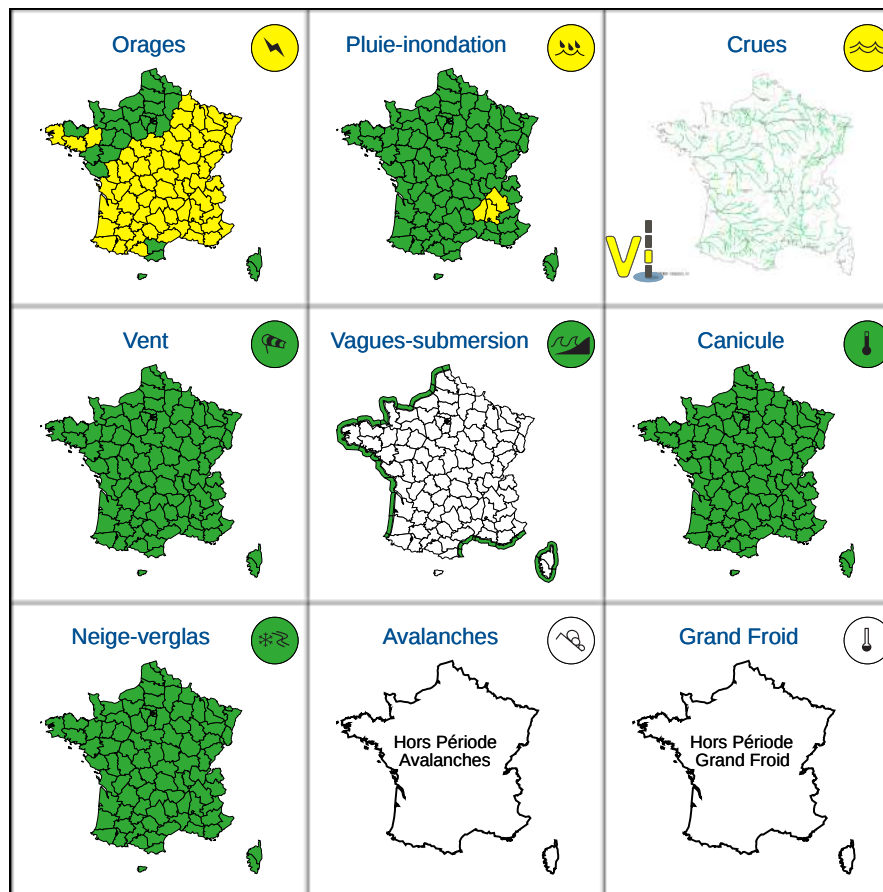 Orages
Pluie-inondation
Crues
Vi
Vent
Vagues-submersion
Canicule
Neige-verglas
Avalanches
Grand Froid
Hors Période
Avalanches
Hors Période
Grand Froid